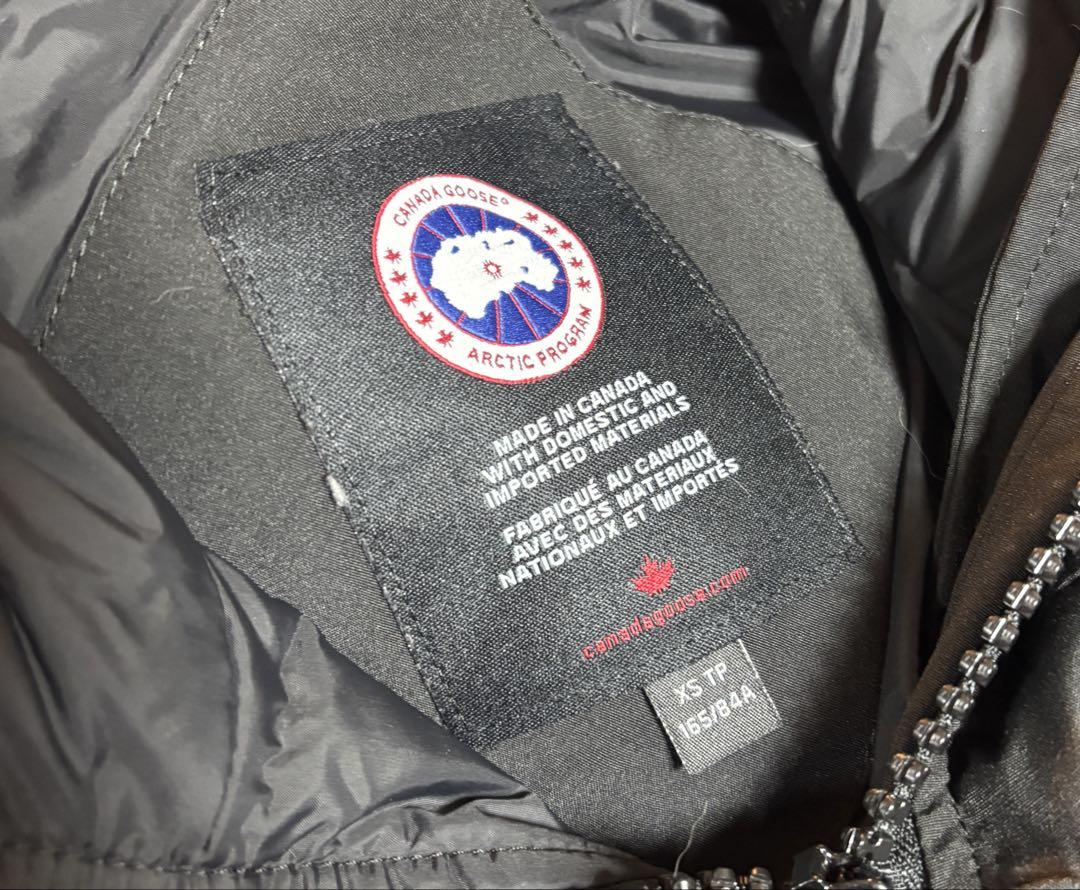 CANADA GOOSE®
ARCTIC PROGRAM
MADE IN CANADA
WITH DOMESTIC AND
IMPORTED MATERIALS
FABRIQUÉ AU CANADA
AVEC DES MATERIAUX
NATIONAUX ET IMPORTÉS
canadagoose.com
XS TP
165/84A